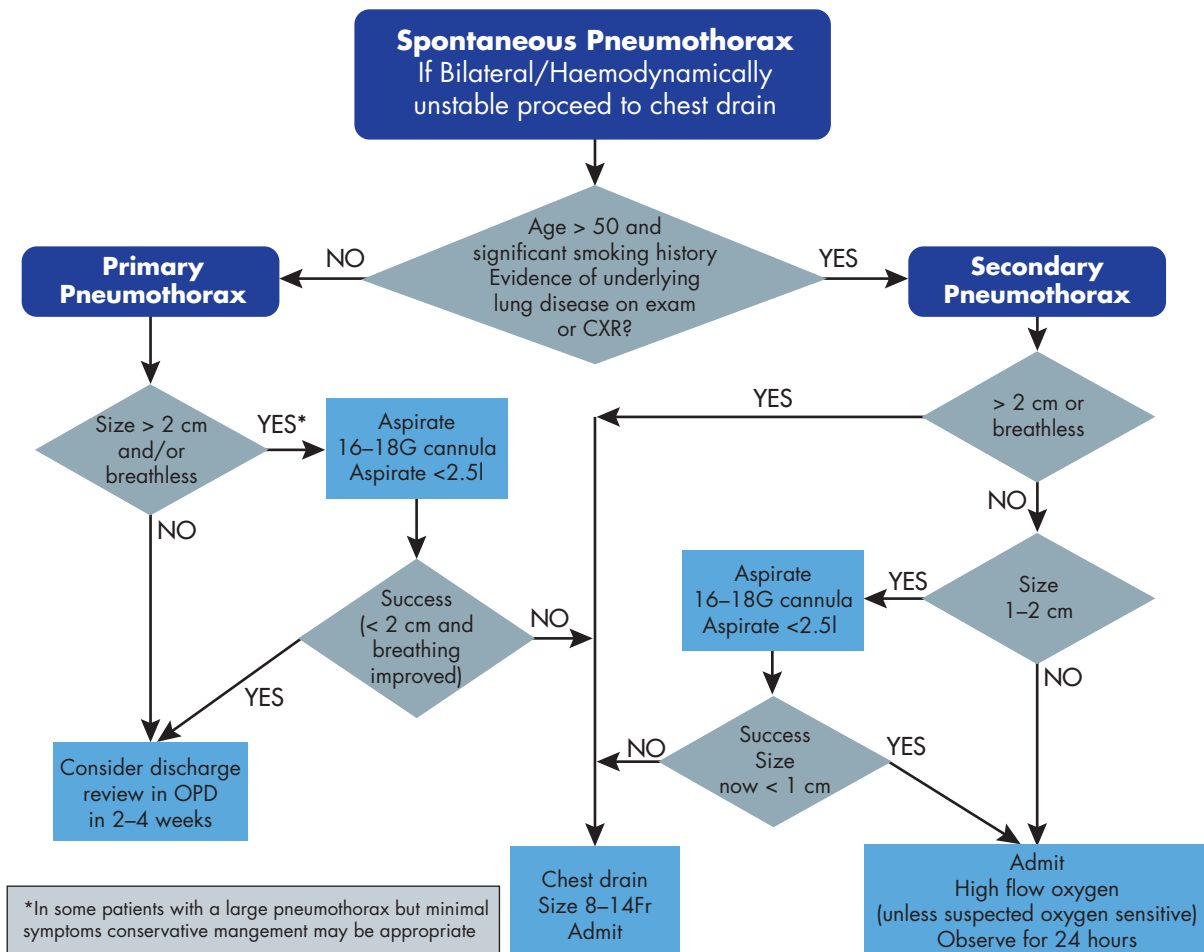 Spontaneous Pneumothorax
If Bilateral/Haemodynamically
unstable proceed to chest drain
Age > 50 and
significant smoking history
Evidence of underlying
lung disease on exam
or CXR?
NO
YES
Primary
Pneumothorax
Secondary
Pneumothorax
Size > 2 cm
and/or
breathless
YES*
NO
Aspirate
16–18G cannula
Aspirate <2.5l
Success
(< 2 cm and
breathing
improved)
YES
NO
Consider discharge
review in OPD
in 2–4 weeks
> 2 cm or
breathless
YES
NO
Size
1–2 cm
YES
NO
Aspirate
16–18G cannula
Aspirate <2.5l
Success
Size
now < 1 cm
NO
YES
Chest drain
Size 8–14Fr
Admit
Admit
High flow oxygen
(unless suspected oxygen sensitive)
Observe for 24 hours
*In some patients with a large pneumothorax but minimal
symptoms conservative mangement may be appropriate